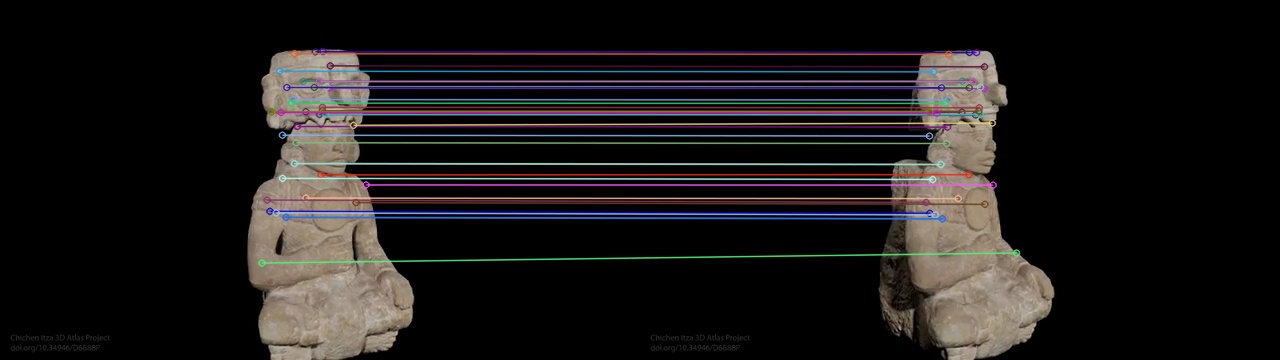 Chichen Itza 3D Atlas Project
doi.org/10.34946/D6B88P
Chichen Itza 3D Atlas Project
doi.org/10.34946/D6B88P